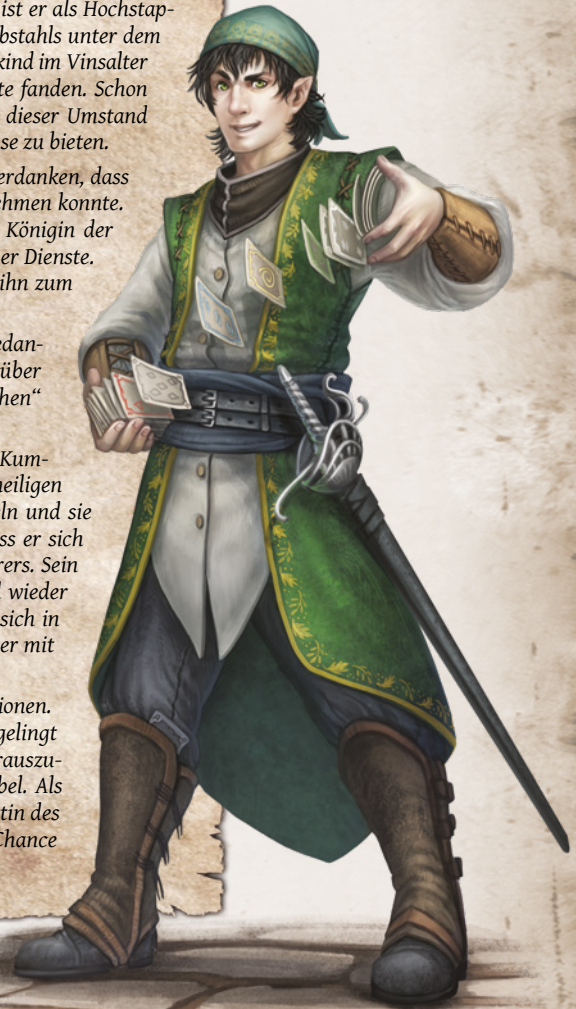 ist er als Hochstap-
bstahls unter dem
kind im Vinsalter
te fanden. Schon
dieser Umstand
se zu bieten.
erdanken, dass
ehmen konnte.
Königin der
er Dienste.
ihn zum
edan-
über
hen“
Kum-
heiligen
ln und sie
ss er sich
rers. Sein
l wieder
sich in
er mit
ionen.
gelingt
rauszu-
bel. Als
tin des
Chance